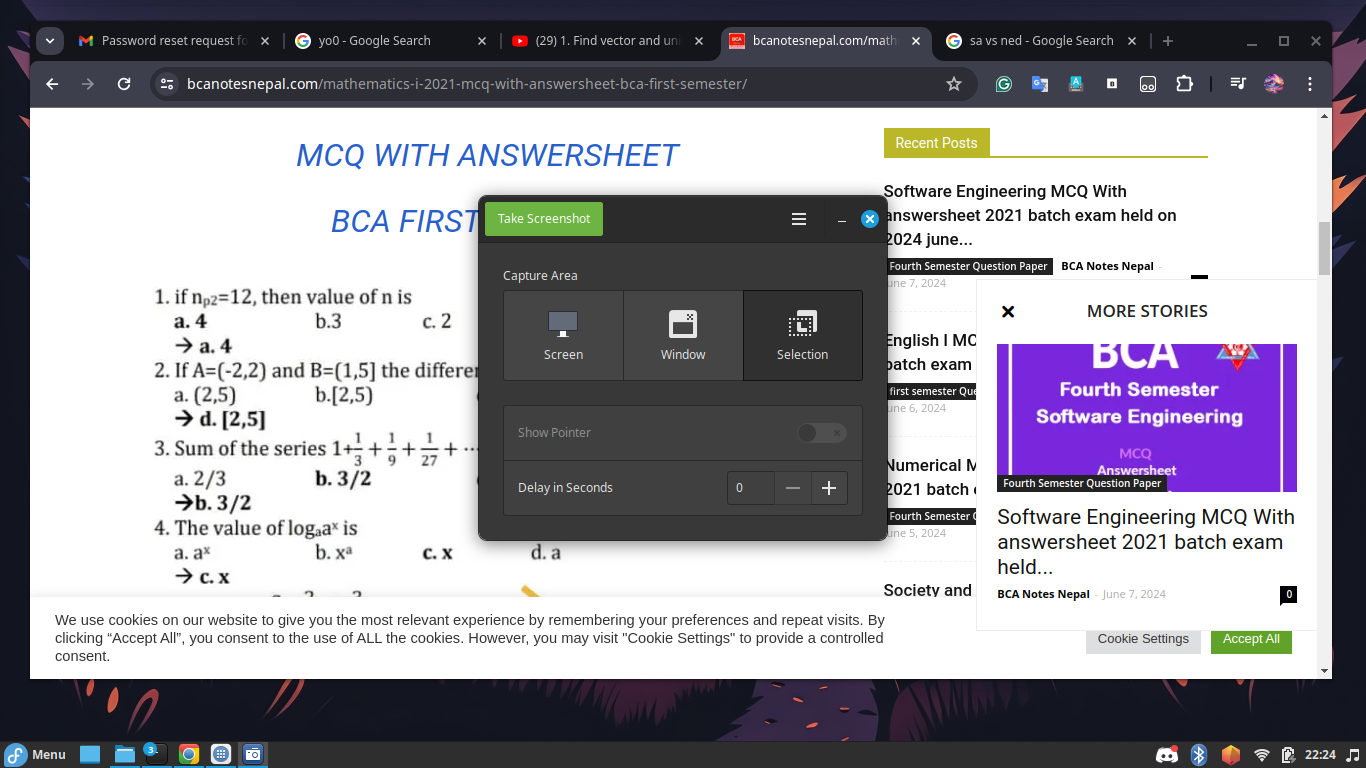 Password reset request fo
yo0 - Google Search
(29) 1. Find vector and uni
bcanotesnepal.com/math
sa vs ned - Google Search
bcanotesnepal.com/mathematics-i-2021-mcq-with-answersheet-bca-first-semester/
MCQ WITH ANSWERSHEET
BCA FIRST
1. if nₚ₂=12, then value of n is
a. 4 b.3 c. 2
→ a. 4
2. If A=(-2,2) and B=(1,5] the differen
a. (2,5) b.[2,5)
→ d. [2,5]
3. Sum of the series 1+1/3 + 1/9 + 1/27 + ⋯
a. 2/3 b. 3/2
→b. 3/2
4. The value of logₐaˣ is
a. aˣ b. xᵃ c. x d. a
→ c. x
Take Screenshot
Capture Area
Screen Window Selection
Show Pointer
Delay in Seconds 0
Recent Posts
Software Engineering MCQ With
answersheet 2021 batch exam held on
2024 june...
Fourth Semester Question Paper BCA Notes Nepal -
une 7, 2024
English I MC
batch exam
first semester Que
une 6, 2024
Numerical M
2021 batch
Fourth Semester Q
une 5, 2024
Society and
MORE STORIES
BCA
Fourth Semester
Software Engineering
MCQ
Answersheet
Fourth Semester Question Paper
Software Engineering MCQ With
answersheet 2021 batch exam
held...
BCA Notes Nepal - June 7, 2024 0
We use cookies on our website to give you the most relevant experience by remembering your preferences and repeat visits. By
clicking “Accept All”, you consent to the use of ALL the cookies. However, you may visit "Cookie Settings" to provide a controlled
consent.
Cookie Settings Accept All
Menu 3 22:24